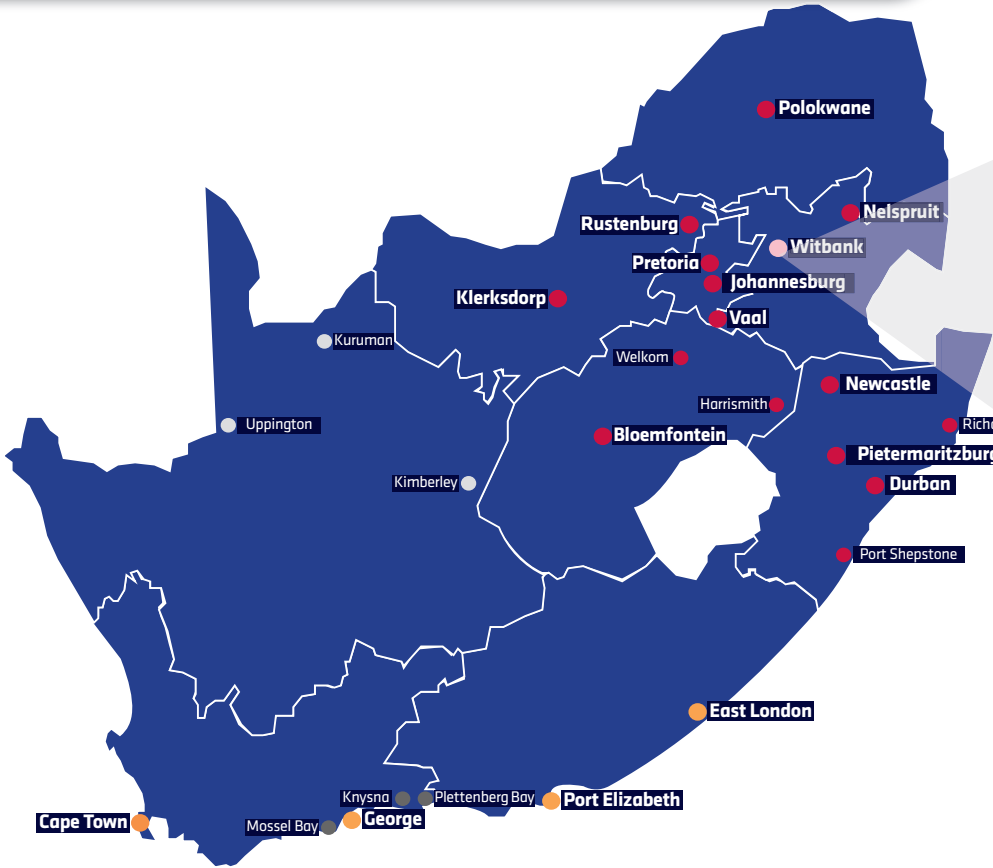 Polokwane
Nelspruit
Rustenburg
Witbank
Pretoria
Johannesburg
Klerksdorp
Vaal
Kuruman
Welkom
Newcastle
Harrismith
Uppington
Bloemfontein
Pietermaritzburg
Kimberley
Durban
Port Shepstone
East London
Knysna
Plettenberg Bay
Port Elizabeth
Cape Town
Mossel Bay
George